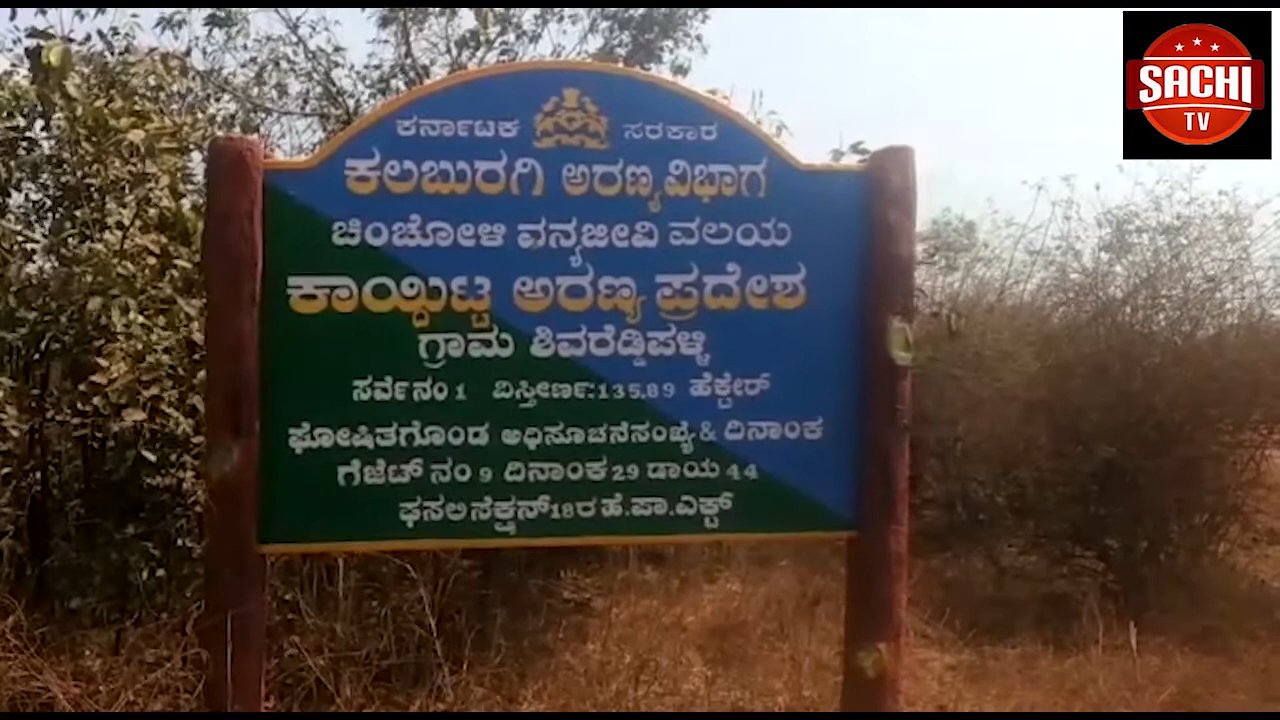 SACHI
TV
ಕರ್ನಾಟಕ ಸರಕಾರ
ಕಲಬುರಗಿ ಅರಣ್ಯವಿಭಾಗ
ಚಿಂಚೋಳಿ ವನ್ಯಜೀವಿ ವಲಯ
ಕಾಯ್ದಿಟ್ಟ ಅರಣ್ಯ ಪ್ರದೇಶ
ಗ್ರಾಮ ಶಿವರೆಡ್ಡಿಪಳ್ಳಿ
ಸರ್ವೆನಂ 1 ವಿಸ್ತೀರ್ಣ:135.89 ಹೆಕ್ಟೇರ್
ಘೋಷಿತಗೊಂಡ ಅಧಿಸೂಚನೆಸಂಖ್ಯೆ & ದಿನಾಂಕ
ಗೆಜೆಟ್ ನಂ 9 ದಿನಾಂಕ 29 ಡಾಯ 44
ಫಸಲಿ ಸೆಕ್ಷನ್ 18ರ ಹೆ.ಪಾ.ಎಕ್ಟ್